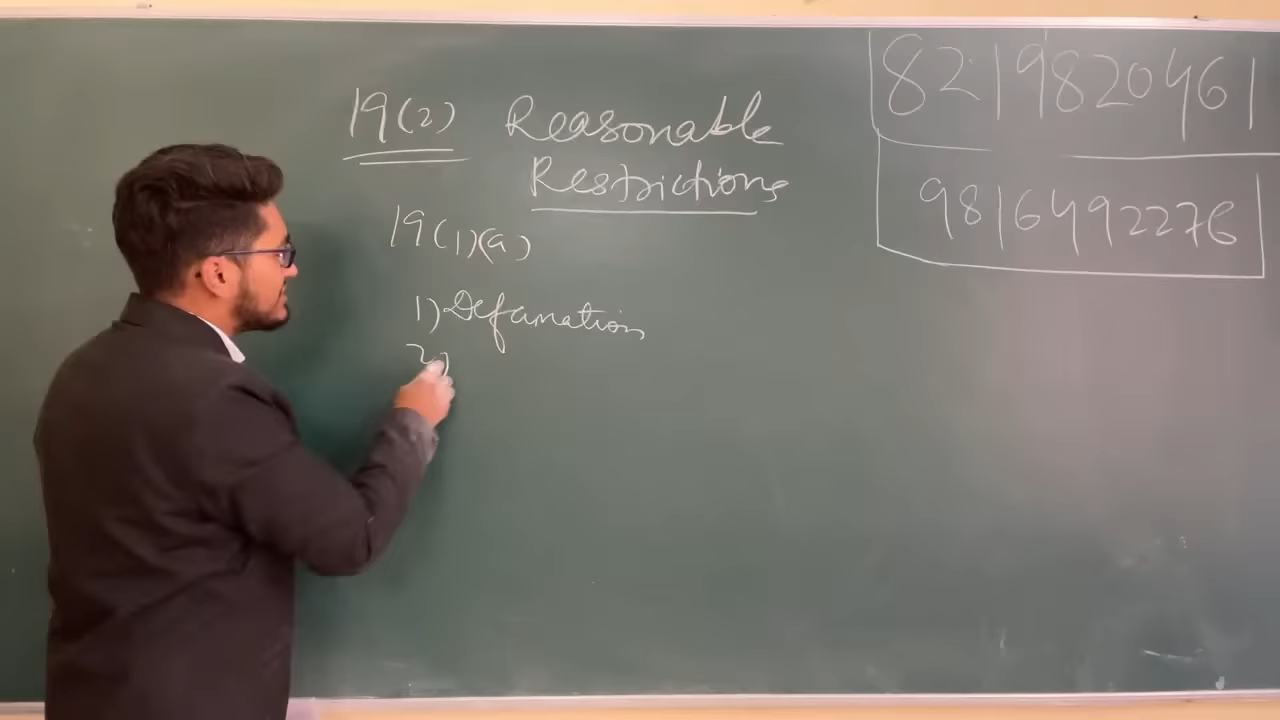 19(2) Reasonable
Restrictions
19(1)(a)
1) Defamation
2)
8219820461
9816492276